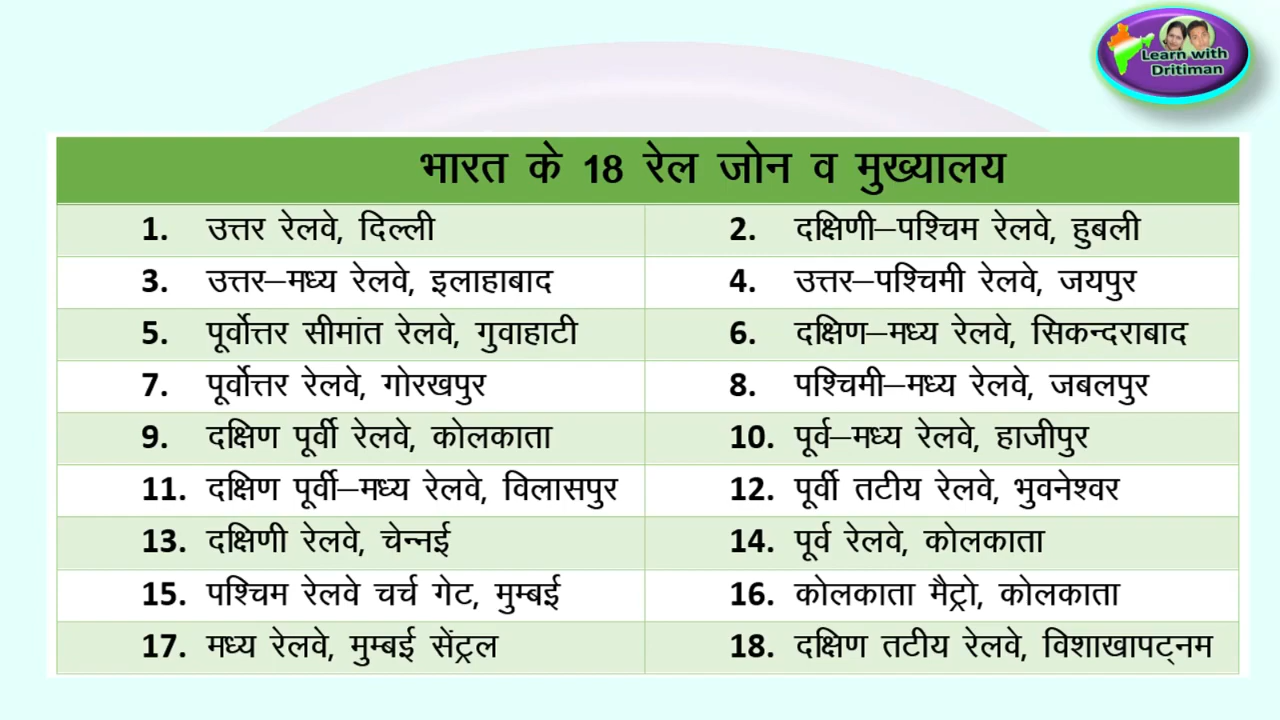 Learn with
Dritiman
भारत के 18 रेल जोन व मुख्यालय
1. उत्तर रेलवे, दिल्ली
2. दक्षिणी–पश्चिम रेलवे, हुबली
3. उत्तर–मध्य रेलवे, इलाहाबाद
4. उत्तर–पश्चिमी रेलवे, जयपुर
5. पूर्वोत्तर सीमांत रेलवे, गुवाहाटी
6. दक्षिण–मध्य रेलवे, सिकन्दराबाद
7. पूर्वोत्तर रेलवे, गोरखपुर
8. पश्चिमी–मध्य रेलवे, जबलपुर
9. दक्षिण पूर्वी रेलवे, कोलकाता
10. पूर्व–मध्य रेलवे, हाजीपुर
11. दक्षिण पूर्वी–मध्य रेलवे, विलासपुर
12. पूर्वी तटीय रेलवे, भुवनेश्वर
13. दक्षिणी रेलवे, चेन्नई
14. पूर्व रेलवे, कोलकाता
15. पश्चिम रेलवे चर्च गेट, मुम्बई
16. कोलकाता मैट्रो, कोलकाता
17. मध्य रेलवे, मुम्बई सेंट्रल
18. दक्षिण तटीय रेलवे, विशाखापट्नम